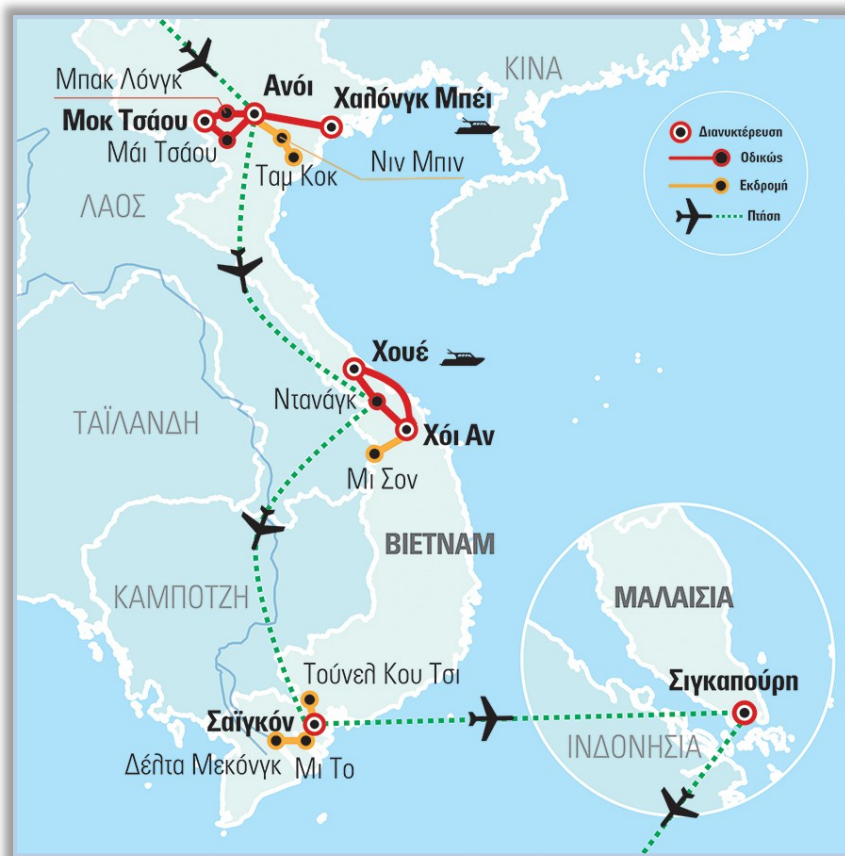 ΚΙΝΑ
Μπακ Λόνγκ
Ανόι
Χαλόνγκ Μπέι
Μοκ Τσάου
Μάι Τσάου
Ταμ Κοκ
Νιν Μπιν
Διανυκτέρευση
Οδικώς
Εκδρομή
Πτήση
ΛΑΟΣ
Χουέ
Ντανάγκ
ΤΑΪΛΑΝΔΗ
Χόι Αν
Μι Σον
ΒΙΕΤΝΑΜ
ΚΑΜΠΟΤΖΗ
ΜΑΛΑΙΣΙΑ
Τούνελ Κου Τσι
Σιγκαπούρη
Σαϊγκόν
ΙΝΔΟΝΗΣΙΑ
Δέλτα Μεκόνγκ
Μι Το